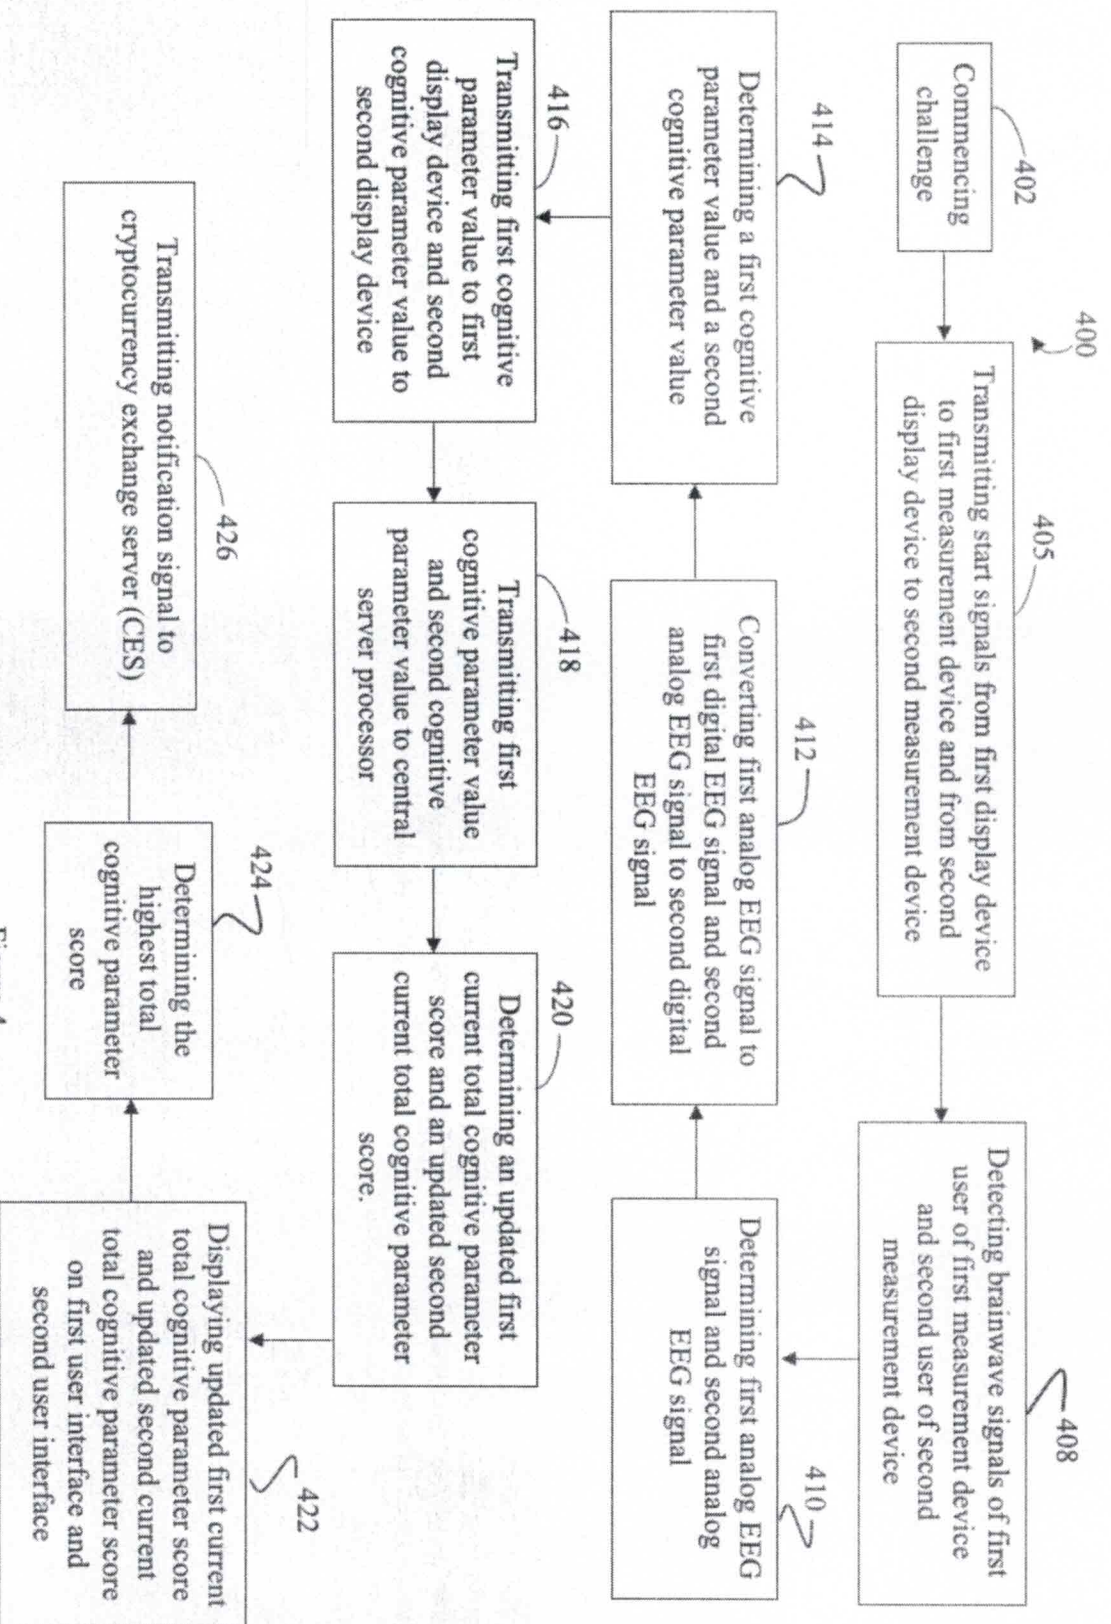 400
402
Commencing
challenge
405
Transmitting start signals from first display device
to first measurement device and from second
display device to second measurement device
408
Detecting brainwave signals of first
user of first measurement device
and second user of second
measurement device
410
Determining first analog EEG
signal and second analog
EEG signal
412
Converting first analog EEG signal to
first digital EEG signal and second
analog EEG signal to second digital
EEG signal
414
Determining a first cognitive
parameter value and a second
cognitive parameter value
416
Transmitting first cognitive
parameter value to first
display device and second
cognitive parameter value to
second display device
418
Transmitting first
cognitive parameter value
and second cognitive
parameter value to central
server processor
420
Determining an updated first
current total cognitive parameter
score and an updated second
current total cognitive parameter
score.
422
Displaying updated first current
total cognitive parameter score
and updated second current
total cognitive parameter score
on first user interface and
second user interface
424
Determining the
highest total
cognitive parameter
score
426
Transmitting notification signal to
cryptocurrency exchange server (CES)